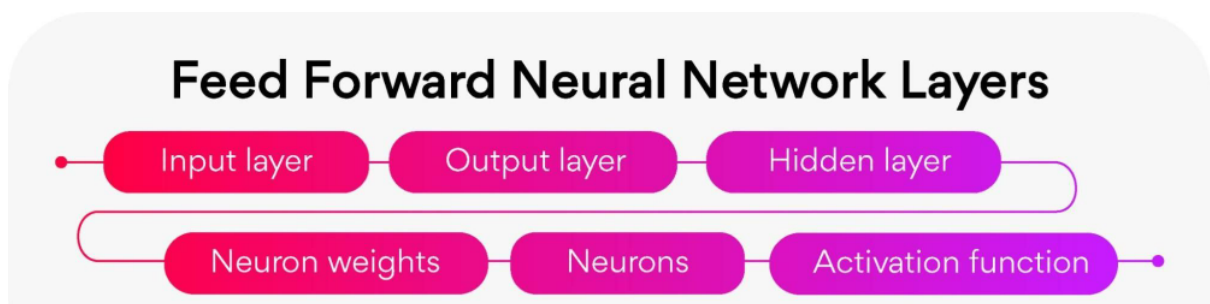 Feed Forward Neural Network Layers
Input layer
Output layer
Hidden layer
Neuron weights
Neurons
Activation function